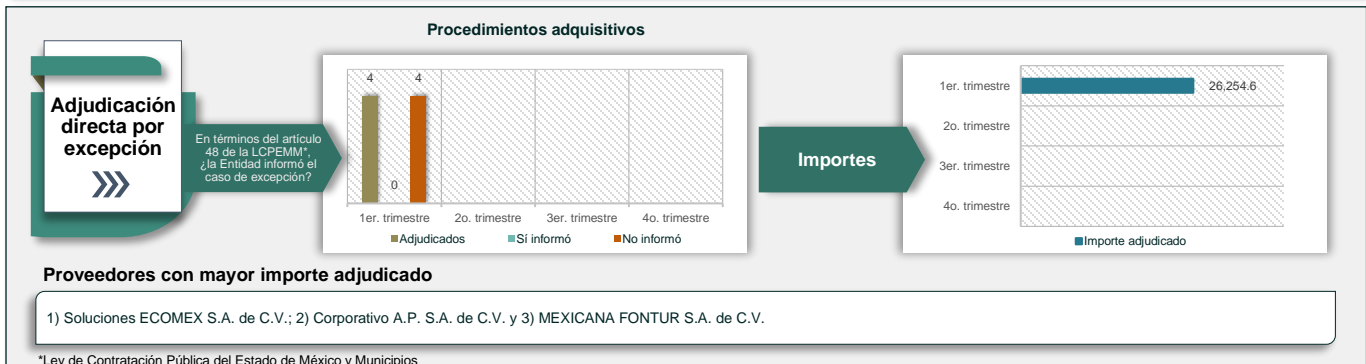 Procedimientos adquisitivos
Adjudicación
directa por
excepción
En términos del artículo
48 de la LCPEMM*,
¿la Entidad informó el
caso de excepción?
4
4
0
1er. trimestre
2o. trimestre
3er. trimestre
4o. trimestre
Adjudicados
Sí informó
No informó
Importes
1er. trimestre
26,254.6
2o. trimestre
3er. trimestre
4o. trimestre
Importe adjudicado
Proveedores con mayor importe adjudicado
1) Soluciones ECOMEX S.A. de C.V.; 2) Corporativo A.P. S.A. de C.V. y 3) MEXICANA FONTUR S.A. de C.V.
*Ley de Contratación Pública del Estado de México y Municipios